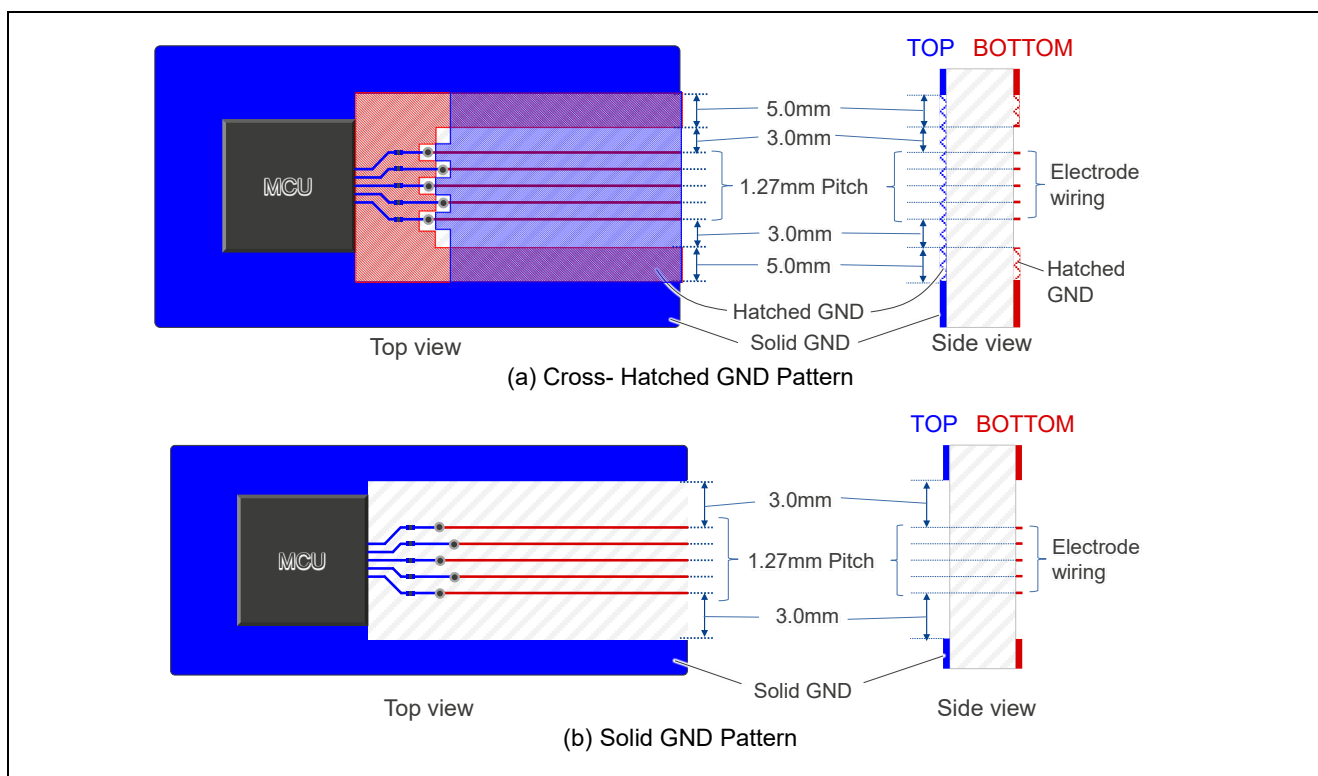 TOP BOTTOM
5.0mm
3.0mm
MCU
1.27mm Pitch
Electrode
wiring
3.0mm
5.0mm
Hatched
GND
Hatched GND
Solid GND
Top view
Side view
(a) Cross- Hatched GND Pattern
TOP BOTTOM
3.0mm
MCU
1.27mm Pitch
Electrode
wiring
3.0mm
Solid GND
Top view
Side view
(b) Solid GND Pattern